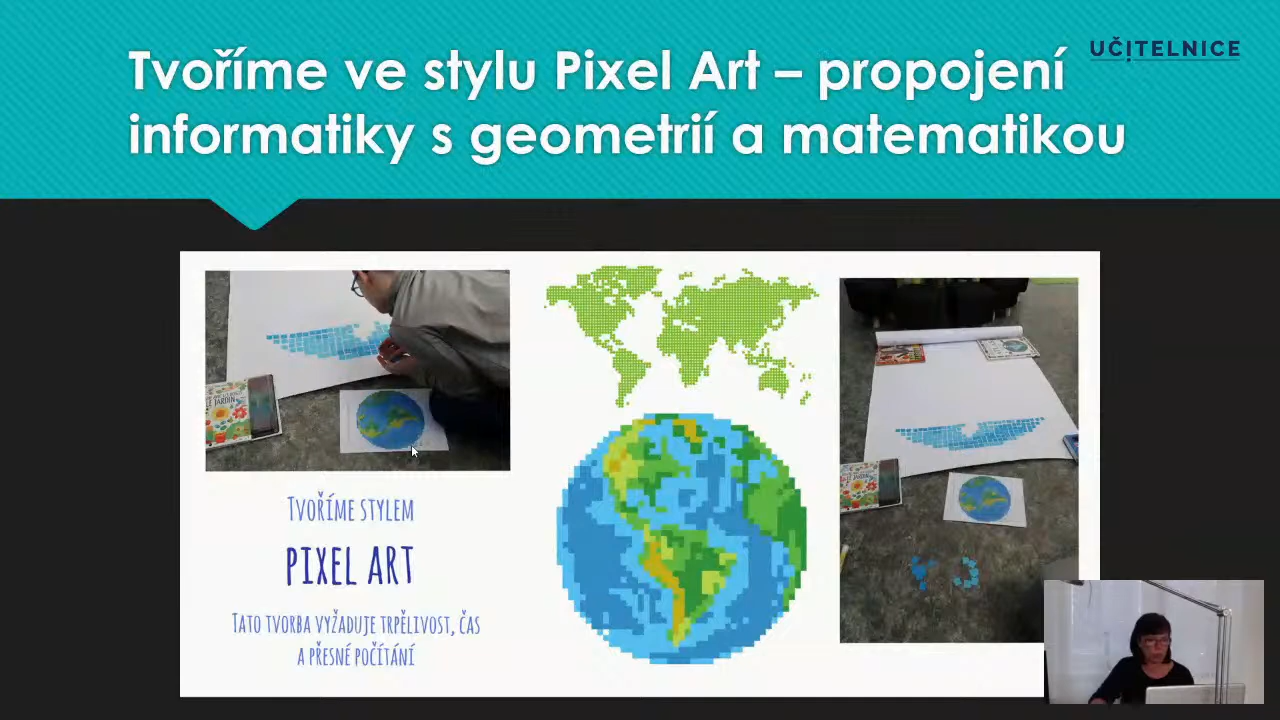 Tvoříme ve stylu Pixel Art – propojení
informatiky s geometrií a matematikou
UČITELNICE
TVOŘÍME STYLEM
PIXEL ART
TATO TVORBA VYŽADUJE TRPĚLIVOST, ČAS
A PŘESNÉ POČÍTÁNÍ